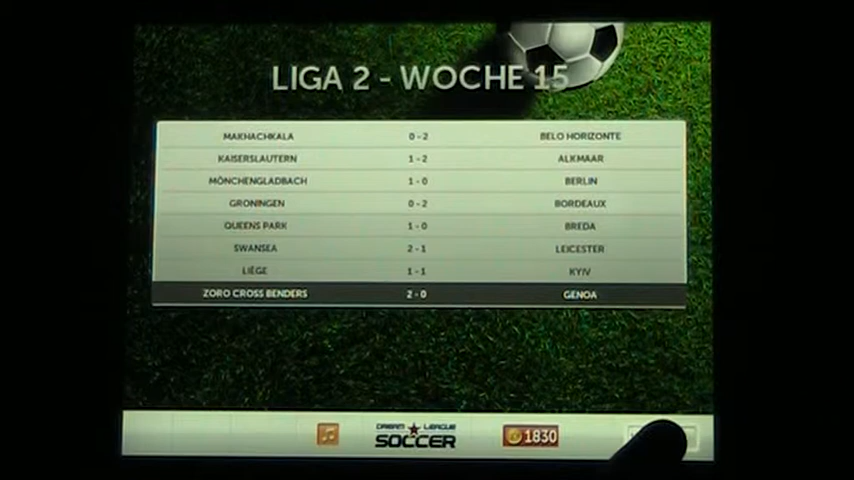 LIGA 2 - WOCHE 15
MAKHACHKALA 0 - 2 BELO HORIZONTE
KAISERSLAUTERN 1 - 2 ALKMAAR
MÖNCHENGLADBACH 1 - 0 BERLIN
GRONINGEN 0 - 2 BORDEAUX
QUEENS PARK 1 - 0 BREDA
SWANSEA 2 - 1 LEICESTER
LIÈGE 1 - 1 KYIV
ZORO CROSS BENDERS 2 - 0 GENOA
DREAM LEAGUE
SOCCER
1830